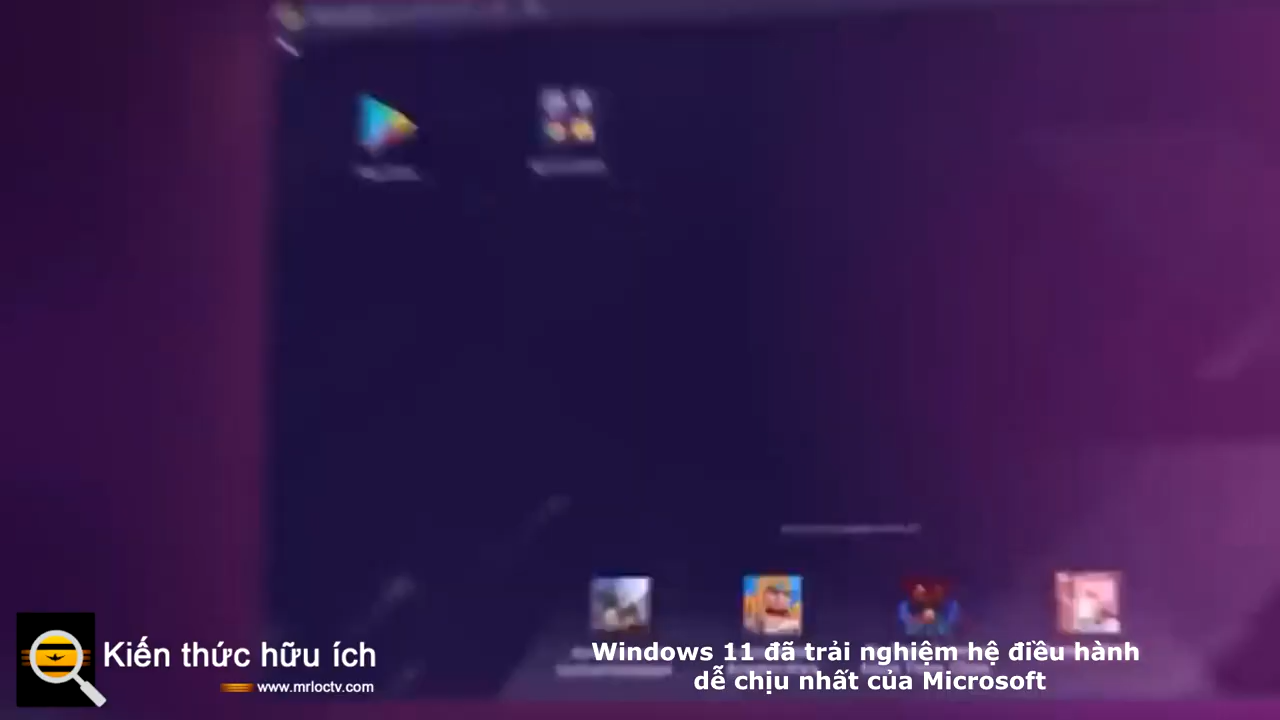 Kiến thức hữu ích
www.mrloctv.com
Windows 11 đã trải nghiệm hệ điều hành
dễ chịu nhất của Microsoft